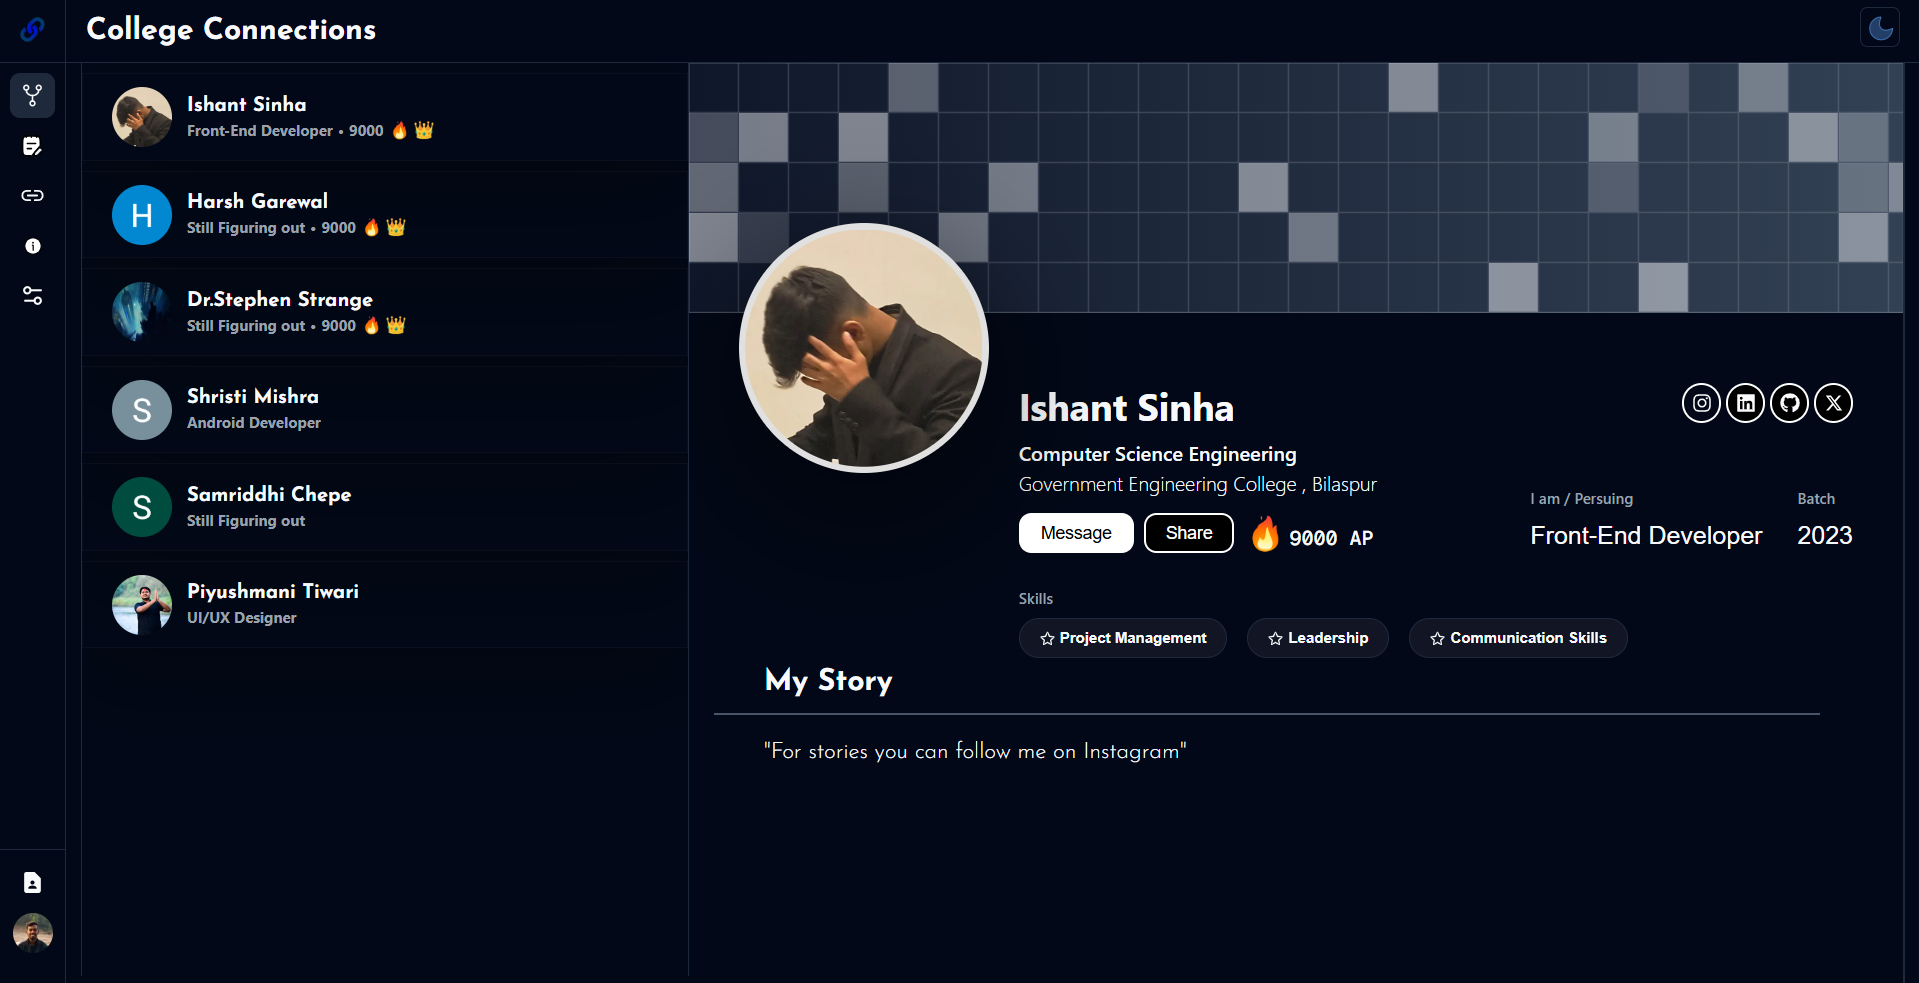 College Connections
Ishant Sinha
Front-End Developer • 9000 🔥 👑
H
Harsh Garewal
Still Figuring out • 9000 🔥 👑
Dr.Stephen Strange
Still Figuring out • 9000 🔥 👑
S
Shristi Mishra
Android Developer
S
Samriddhi Chepe
Still Figuring out
Piyushmani Tiwari
UI/UX Designer
Ishant Sinha
Computer Science Engineering
Government Engineering College , Bilaspur
Message
Share
🔥 9000 AP
I am / Persuing
Front-End Developer
Batch
2023
Skills
Project Management
Leadership
Communication Skills
My Story
"For stories you can follow me on Instagram"